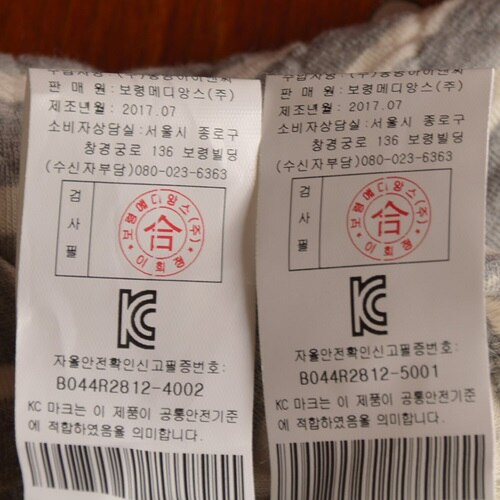 판 매 원 : 보령메디앙스(주)
제조년월 : 2017.07
소비자상담실:서울시 종로구
창경궁로 136 보령빌딩
(수신자부담)080-023-6363
검 사 필
보령메디앙스(주)
合
KC
자율안전확인신고필증번호:
B044R2812-4002
KC 마크는 이 제품이 공통안전기준
에 적합하였음을 의미합니다.
판 매 원 : 보령메디앙스(주)
제조년월 : 2017.07
소비자상담실:서울시 종로구
창경궁로 136 보령빌딩
(수신자부담)080-023-6363
검 사 필
보령메디앙스(주)
合
KC
자율안전확인신고필증번호:
B044R2812-5001
KC 마크는 이 제품이 공통안전기준
에 적합하였음을 의미합니다.